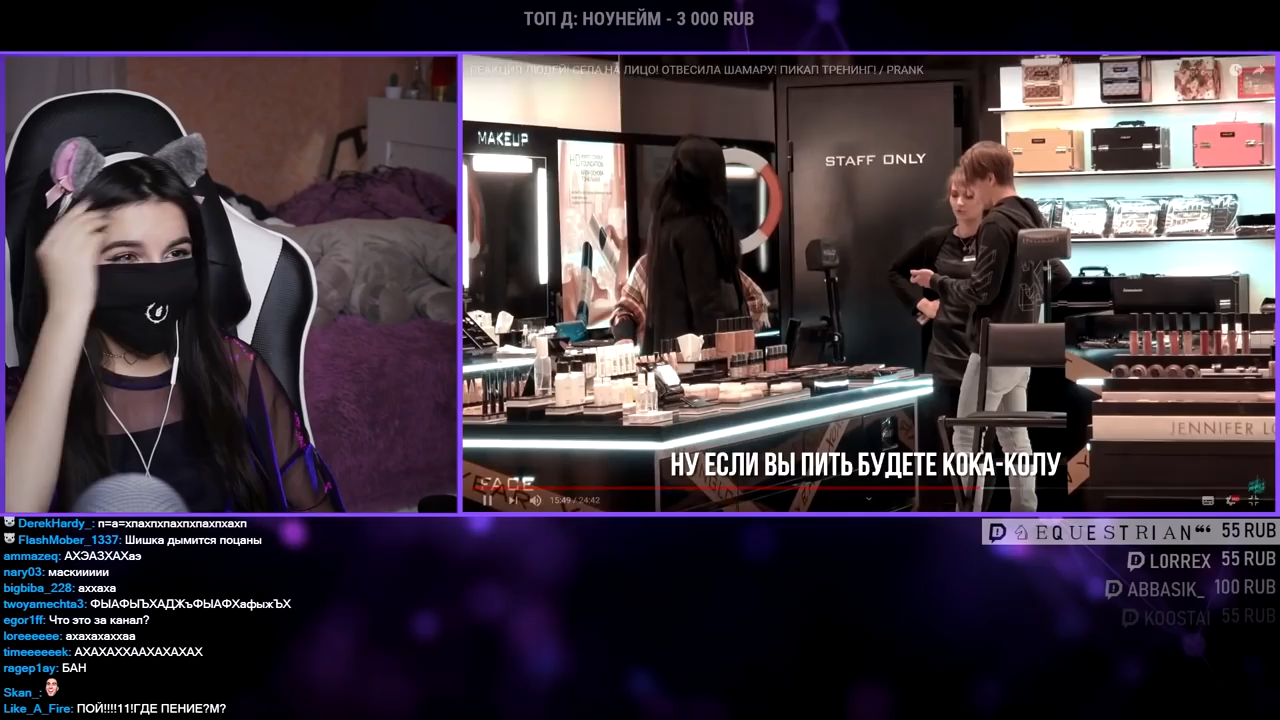 ТОП Д: НОУНЕЙМ - 3 000 RUB
РЕАКЦИЯ ЛЮДЕЙ! СЕЛА НА ЛИЦО! ОТВЕСИЛА ШАМАРУ! ПИКАП ТРЕНИНГ! / PRANK
MAKEUP
STAFF ONLY
НУ ЕСЛИ ВЫ ПИТЬ БУДЕТЕ КОКА-КОЛУ
JENNIFER LO
FACE
15:49 / 24:42
DerekHardy_: п=а=хпахпхпахпхпахпхахп
FlashMober_1337: Шишка дымится поцаны
ammazeq: АХЭАЗХАХаэ
nary03: маскиииии
bigbiba_228: аххаха
twoyamechta3: ФЫАФЫЪХАДЖъФЫАФХафыжЪХ
egor1ff: Что это за канал?
loreeeeee: ахахахаххаа
timeeeeeek: АХАХАХХААХАХАХАХ
ragep1ay: БАН
Skan_:
Like_A_Fire: ПОЙ!!!!11!ГДЕ ПЕНИЕ?М?
EQUESTRIAN 55 RUB
LORREX 55 RUB
ABBASIK_ 100 RUB
KOOSTAI 55 RUB